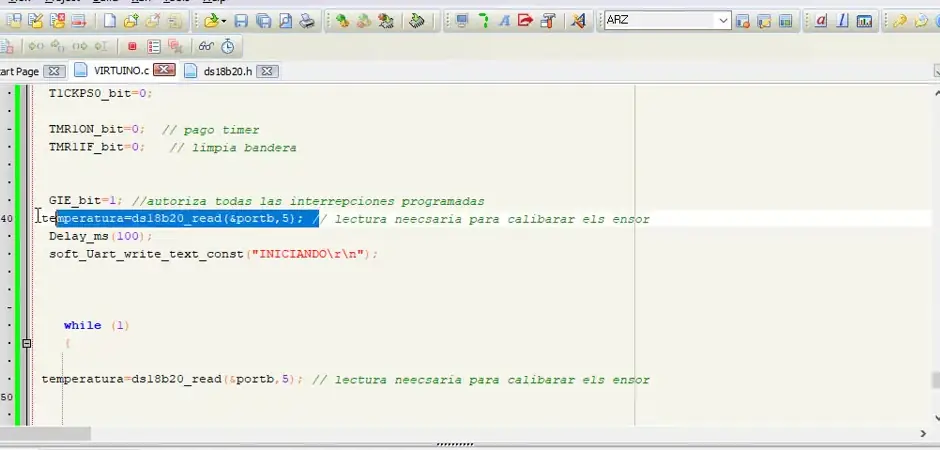 ARZ
art Page
VIRTUINO.c
ds18b20.h
T1CKPS0_bit=0;
TMR1ON_bit=0; // pago timer
TMR1IF_bit=0; // limpia bandera
GIE_bit=1; //autoriza todas las interrepciones programadas
40
temperatura=ds18b20_read(&portb,5); // lectura neecsaria para calibarar els ensor
Delay_ms(100);
soft_Uart_write_text_const("INICIANDO\r\n");
while (1)
{
temperatura=ds18b20_read(&portb,5); // lectura neecsaria para calibarar els ensor
50